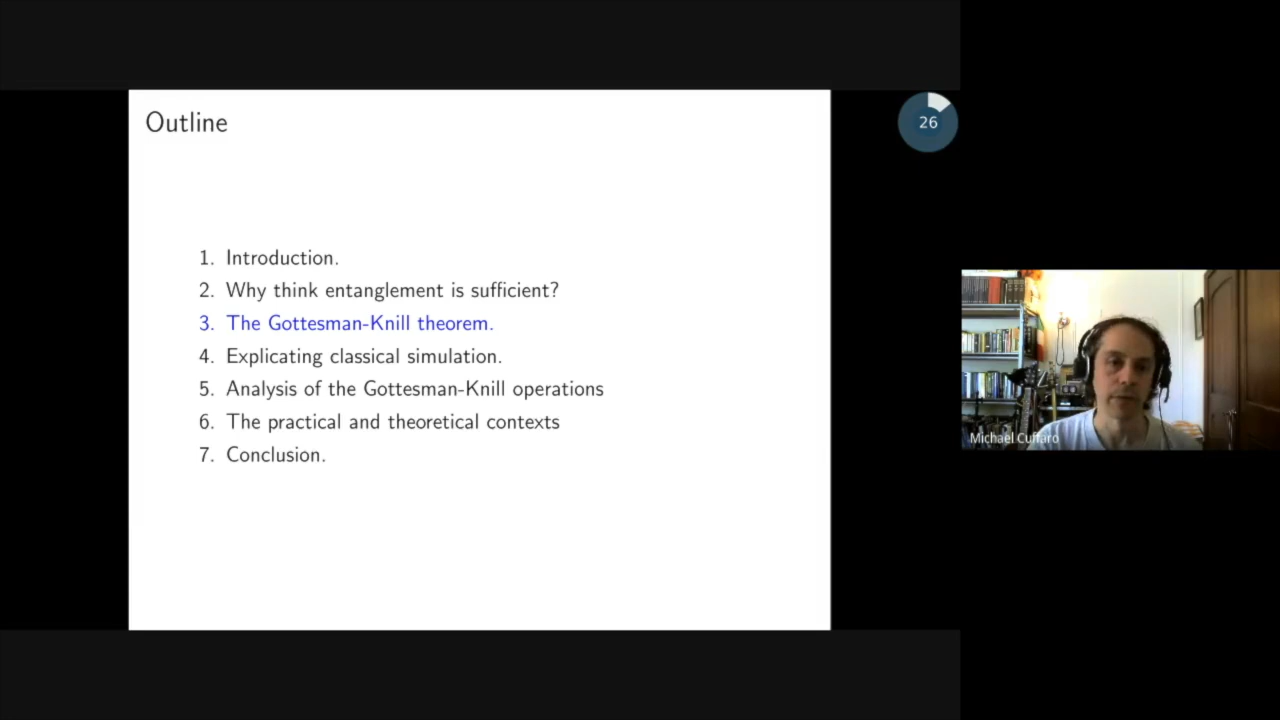 Outline
26
1. Introduction.
2. Why think entanglement is sufficient?
3. The Gottesman-Knill theorem.
4. Explicating classical simulation.
5. Analysis of the Gottesman-Knill operations
6. The practical and theoretical contexts
7. Conclusion.
Michael Cuffaro